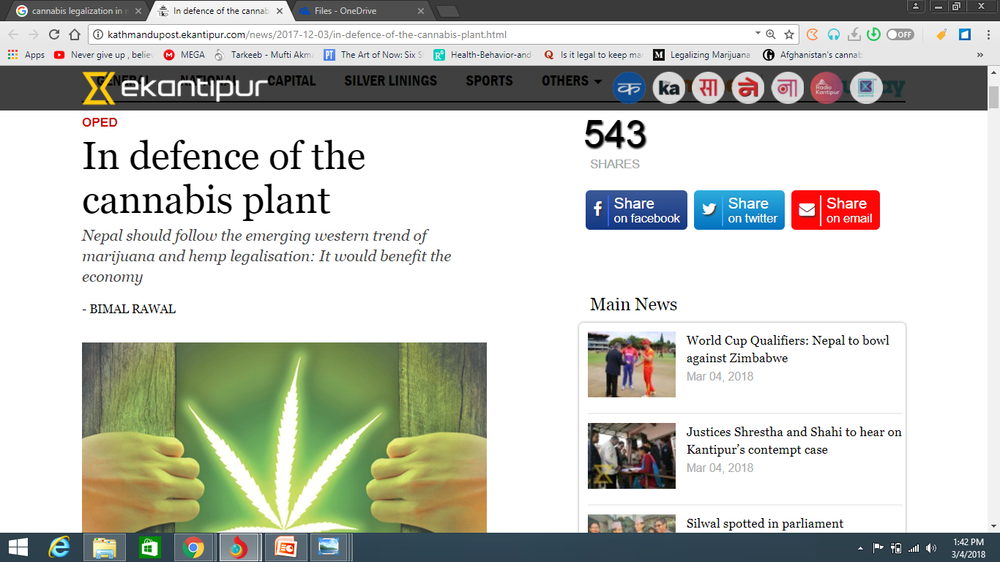 cannabis legalization in n
In defence of the cannab
Files - OneDrive
kathmandupost.ekantipur.com/news/2017-12-03/in-defence-of-the-cannabis-plant.html
OFF
Apps
Never give up , belie
MEGA
Tarkeeb - Mufti Akma
PT
The Art of Now: Six S
Health-Behavior-and
Is it legal to keep ma
Legalizing Marijuana
Afghanistan's cannab
ekantipur
GENERAL
NATIONAL
CAPITAL
SILVER LININGS
SPORTS
OTHERS
क
ka
सा
ने
ना
Radio
Kantipur
OPED
In defence of the
cannabis plant
Nepal should follow the emerging western trend of
marijuana and hemp legalisation: It would benefit the
economy
- BIMAL RAWAL
543
SHARES
Share
on facebook
Share
on twitter
Share
on email
Main News
World Cup Qualifiers: Nepal to bowl
against Zimbabwe
Mar 04, 2018
Justices Shrestha and Shahi to hear on
Kantipur's contempt case
Mar 04, 2018
Silwal spotted in parliament
1:42 PM
3/4/2018